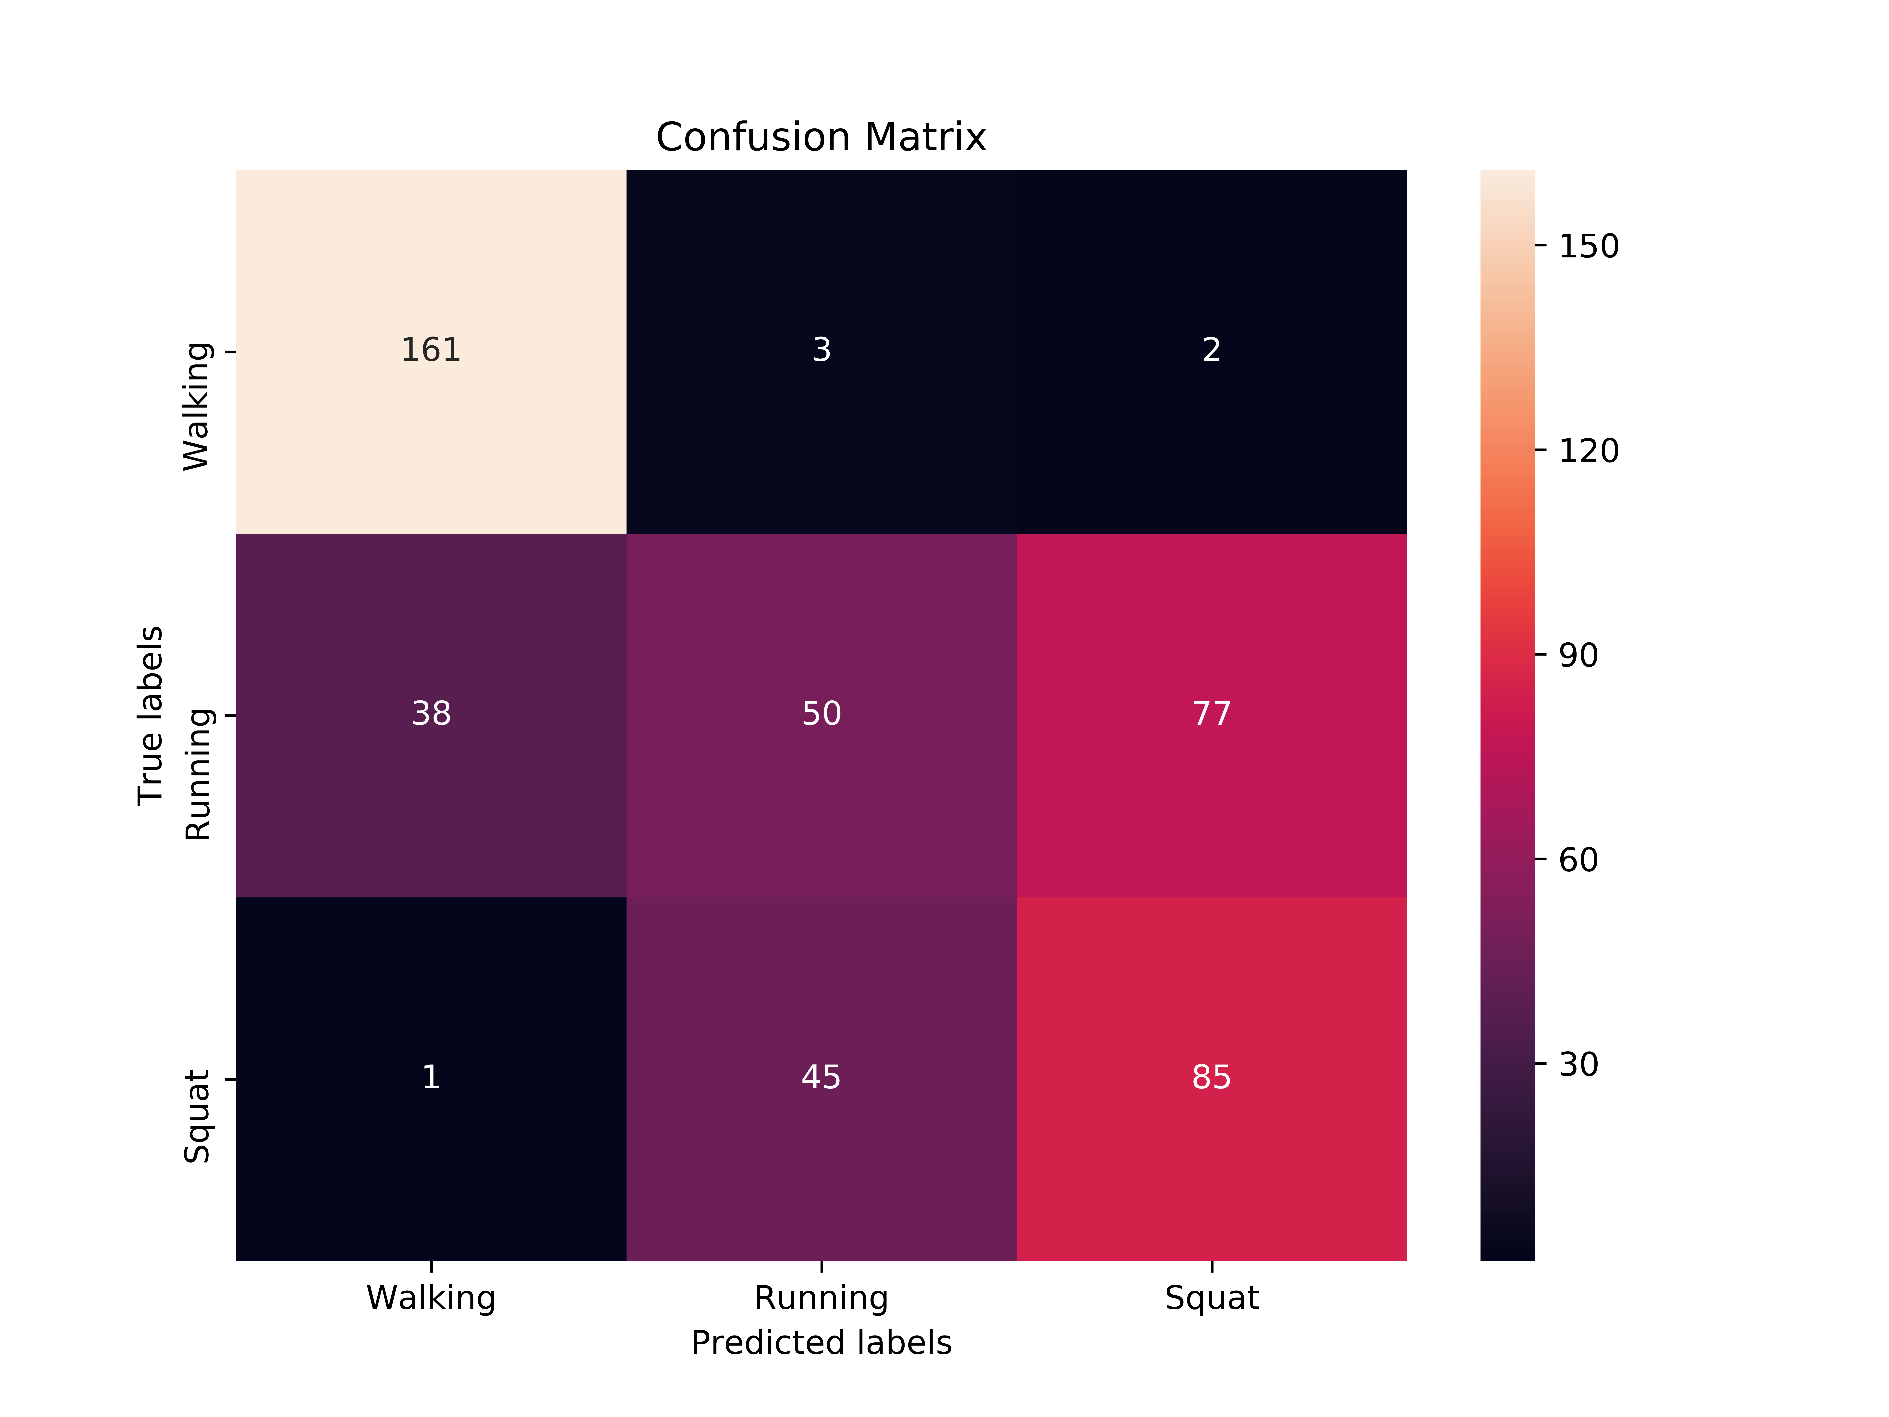 Confusion Matrix
Walking
161
3
2
Running
38
50
77
Squat
1
45
85
True labels
Walking
Running
Squat
Predicted labels
150
120
90
60
30